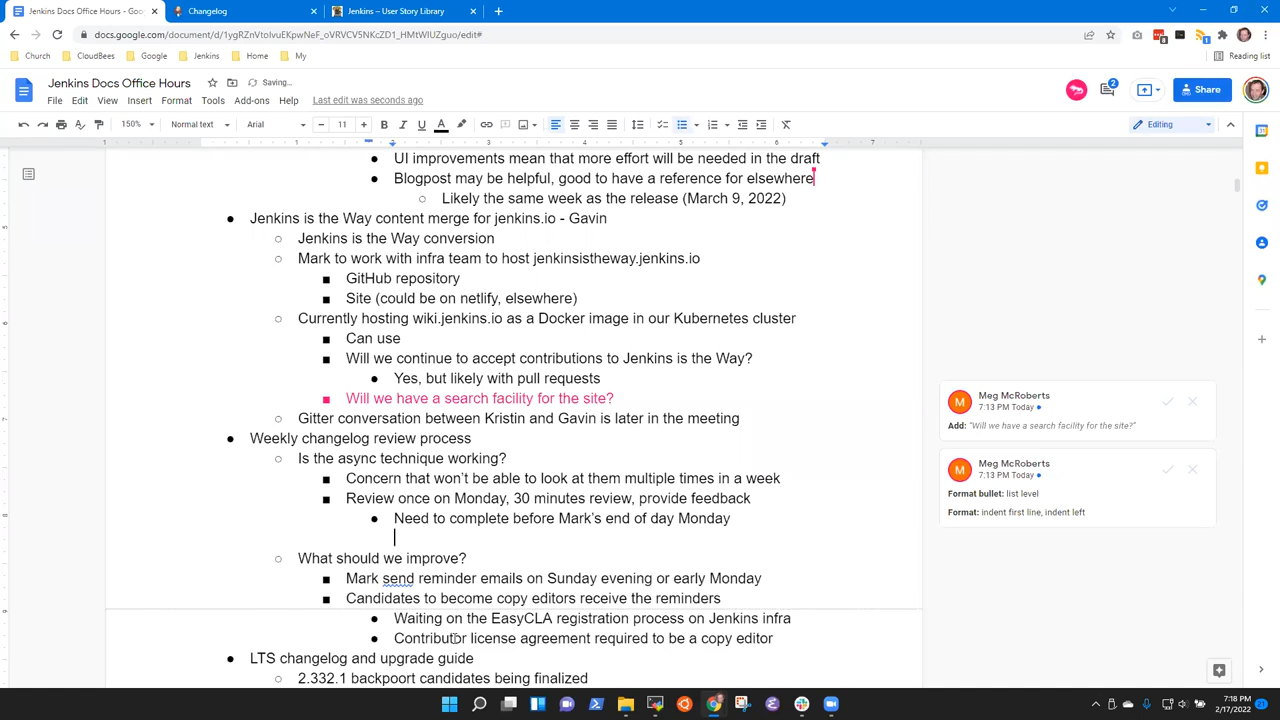 Jenkins Docs Office Hours - Goo
Changelog
Jenkins – User Story Library
docs.google.com/document/d/1ygRZnVtoIvuEKpwNeF_oVRVCV5NKcZD1_HMtWIUZguo/edit#
Church
CloudBees
Google
Jenkins
Home
My
Reading list
Jenkins Docs Office Hours
Saving...
File Edit View Insert Format Tools Add-ons Help Last edit was seconds ago
2
Share
150%
Normal text
Arial
11
Editing
UI improvements mean that more effort will be needed in the draft
Blogpost may be helpful, good to have a reference for elsewhere
Likely the same week as the release (March 9, 2022)
Jenkins is the Way content merge for jenkins.io - Gavin
Jenkins is the Way conversion
Mark to work with infra team to host jenkinsistheway.jenkins.io
GitHub repository
Site (could be on netlify, elsewhere)
Currently hosting wiki.jenkins.io as a Docker image in our Kubernetes cluster
Can use
Will we continue to accept contributions to Jenkins is the Way?
Yes, but likely with pull requests
Will we have a search facility for the site?
Gitter conversation between Kristin and Gavin is later in the meeting
Weekly changelog review process
Is the async technique working?
Concern that won't be able to look at them multiple times in a week
Review once on Monday, 30 minutes review, provide feedback
Need to complete before Mark's end of day Monday
What should we improve?
Mark send reminder emails on Sunday evening or early Monday
Candidates to become copy editors receive the reminders
Waiting on the EasyCLA registration process on Jenkins infra
Contributor license agreement required to be a copy editor
LTS changelog and upgrade guide
2.332.1 backpoort candidates being finalized
M
Meg McRoberts
7:13 PM Today
Add: "Will we have a search facility for the site?"
M
Meg McRoberts
7:13 PM Today
Format bullet: list level
Format: indent first line, indent left
7:18 PM
2/17/2022